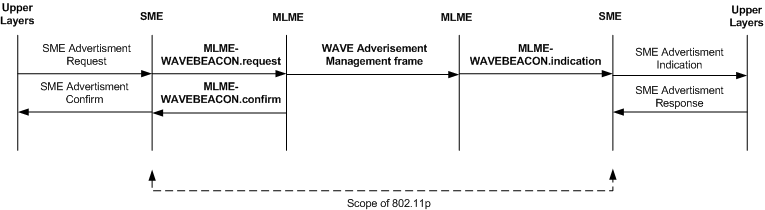 Upper
Layers
SME
MLME
MLME
SME
Upper
Layers
SME Advertisment
Request
MLME-
WAVEBEACON.request
WAVE Adverisement
Management frame
MLME-
WAVEBEACON.indication
SME Advertisment
Indication
SME Advertisment
Confirm
MLME-
WAVEBEACON.confirm
SME Advertisment
Response
Scope of 802.11p